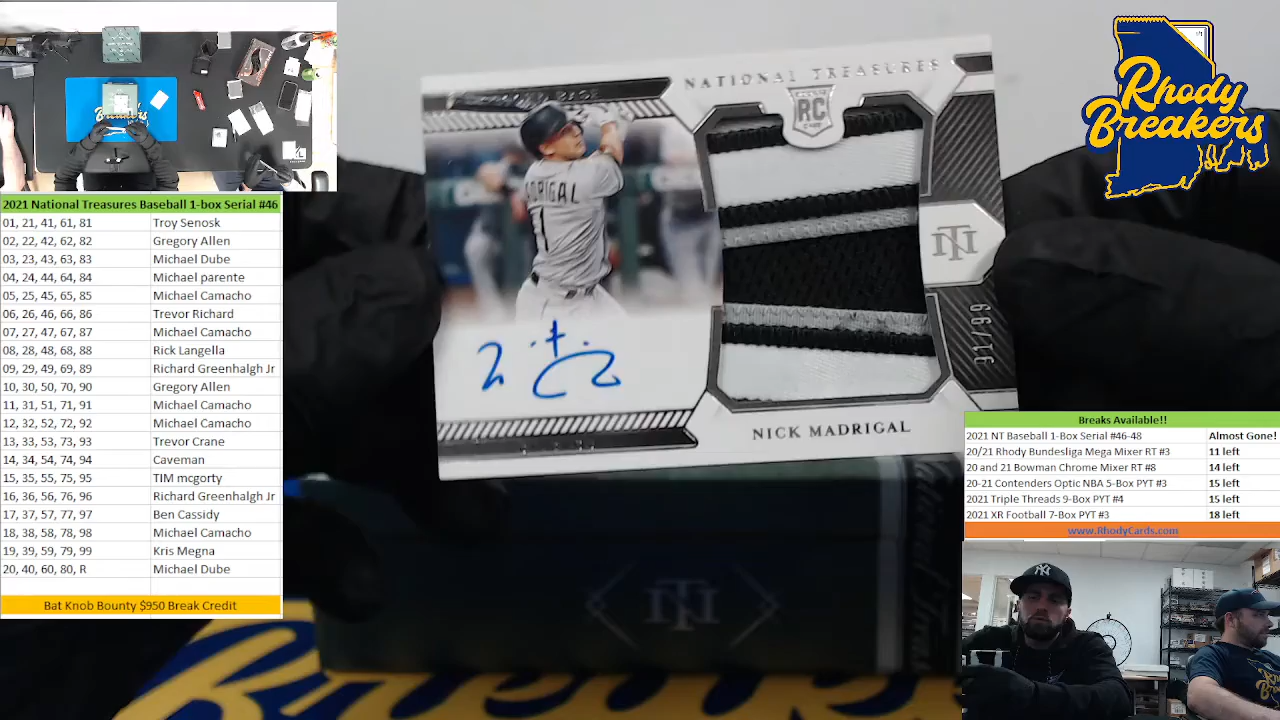 2021 National Treasures Baseball 1-box Serial #46
01, 21, 41, 61, 81 Troy Senosk
02, 22, 42, 62, 82 Gregory Allen
03, 23, 43, 63, 83 Michael Dube
04, 24, 44, 64, 84 Michael parente
05, 25, 45, 65, 85 Michael Camacho
06, 26, 46, 66, 86 Trevor Richard
07, 27, 47, 67, 87 Michael Camacho
08, 28, 48, 68, 88 Rick Langella
09, 29, 49, 69, 89 Richard Greenhalgh Jr
10, 30, 50, 70, 90 Gregory Allen
11, 31, 51, 71, 91 Michael Camacho
12, 32, 52, 72, 92 Michael Camacho
13, 33, 53, 73, 93 Trevor Crane
14, 34, 54, 74, 94 Caveman
15, 35, 55, 75, 95 TIM mcgorty
16, 36, 56, 76, 96 Richard Greenhalgh Jr
17, 37, 57, 77, 97 Ben Cassidy
18, 38, 58, 78, 98 Michael Camacho
19, 39, 59, 79, 99 Kris Megna
20, 40, 60, 80, R Michael Dube
Bat Knob Bounty $950 Break Credit
NATIONAL TREASURES
RC
1
NT
91/99
NICK MADRIGAL
NT
Rhody
Breakers
Breaks Available!!
2021 NT Baseball 1-Box Serial #46-48 Almost Gone!
20/21 Rhody Bundesliga Mega Mixer RT #3 11 left
20 and 21 Bowman Chrome Mixer RT #8 14 left
20-21 Contenders Optic NBA 5-Box PYT #3 15 left
2021 Triple Threads 9-Box PYT #4 15 left
2021 XR Football 7-Box PYT #3 18 left
www.RhodyCards.com